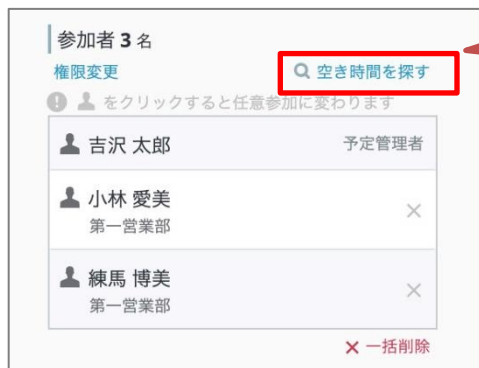 参加者 3 名
権限変更
空き時間を探す
をクリックすると任意参加に変わります
吉沢 太郎
予定管理者
小林 愛美
第一営業部
練馬 博美
第一営業部
一括削除